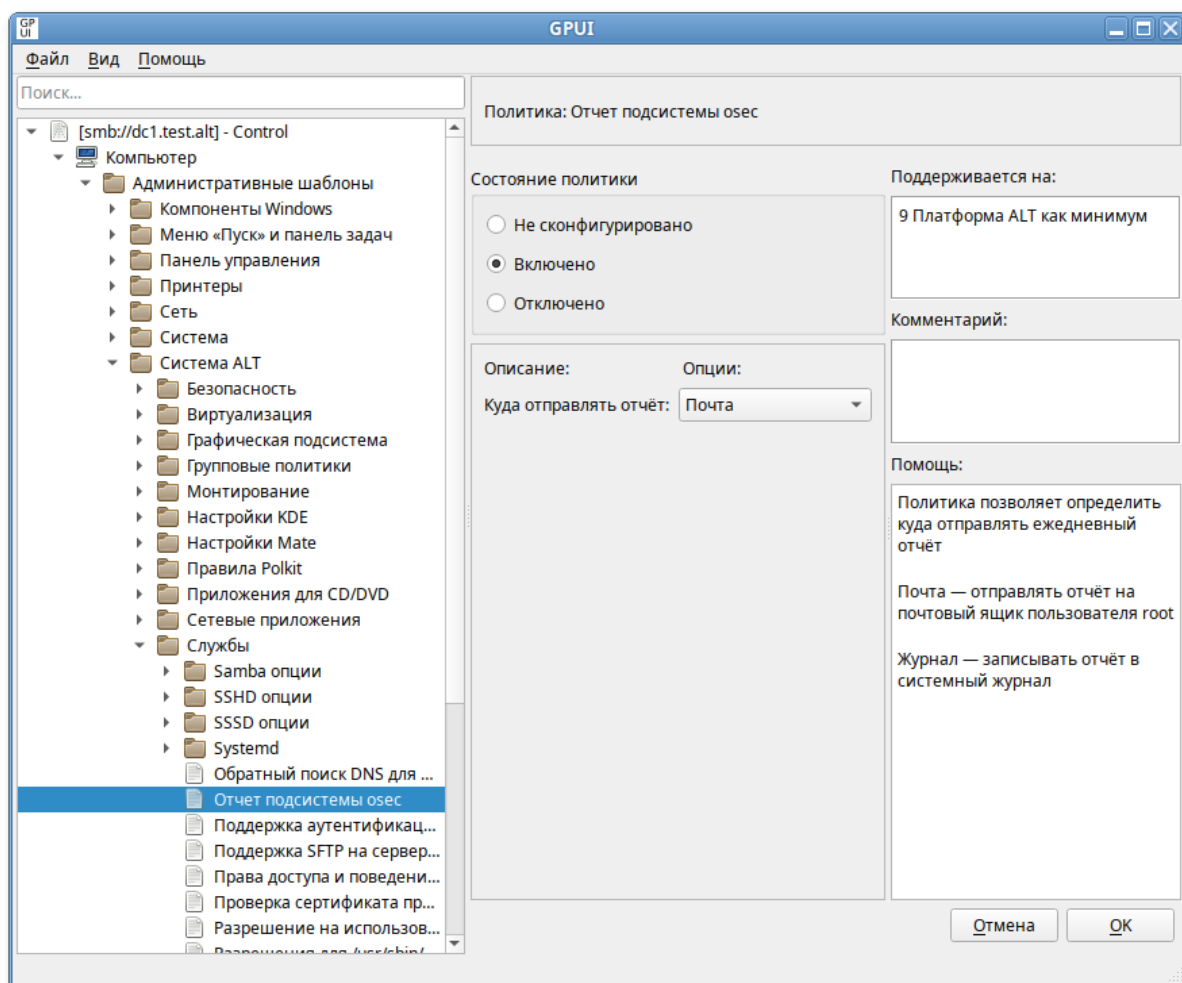 GP
UI
GPUI
Файл Вид Помощь
Поиск...
[smb://dc1.test.alt] - Control
Компьютер
Административные шаблоны
Компоненты Windows
Меню «Пуск» и панель задач
Панель управления
Принтеры
Сеть
Система
Система ALT
Безопасность
Виртуализация
Графическая подсистема
Групповые политики
Монтирование
Настройки KDE
Настройки Mate
Правила Polkit
Приложения для CD/DVD
Сетевые приложения
Службы
Samba опции
SSHD опции
SSSD опции
Systemd
Обратный поиск DNS для ...
Отчет подсистемы osec
Поддержка аутентификац...
Поддержка SFTP на сервер...
Права доступа и поведени...
Проверка сертификата пр...
Разрешение на использов...
Разрешения для /usr/sbin/
Политика: Отчет подсистемы osec
Состояние политики
Не сконфигурировано
Включено
Отключено
Описание: Опции:
Куда отправлять отчёт: Почта
Поддерживается на:
9 Платформа ALT как минимум
Комментарий:
Помощь:
Политика позволяет определить
куда отправлять ежедневный
отчёт
Почта — отправлять отчёт на
почтовый ящик пользователя root
Журнал — записывать отчёт в
системный журнал
Отмена OK